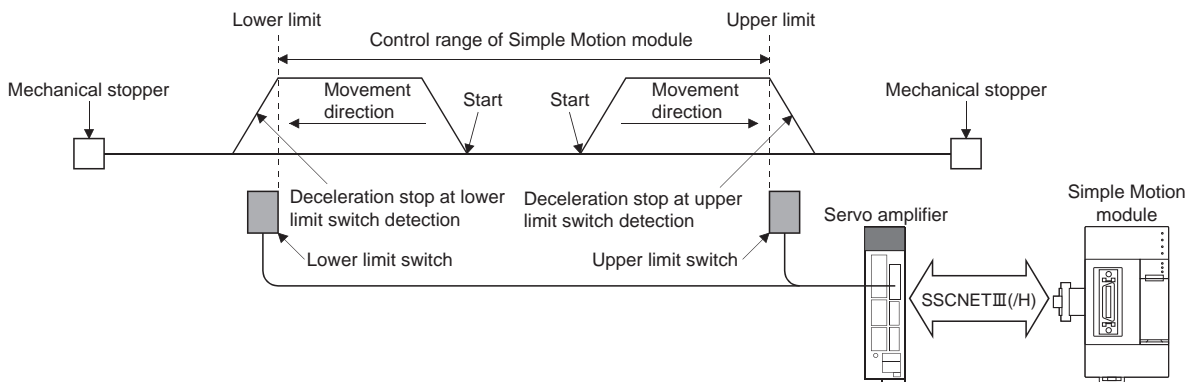 Lower limit
Upper limit
Control range of Simple Motion module
Mechanical stopper
Movement
direction
Start
Start
Movement
direction
Mechanical stopper
Deceleration stop at lower
limit switch detection
Deceleration stop at upper
limit switch detection
Lower limit switch
Upper limit switch
Servo amplifier
Simple Motion
module
SSCNETⅢ(/H)